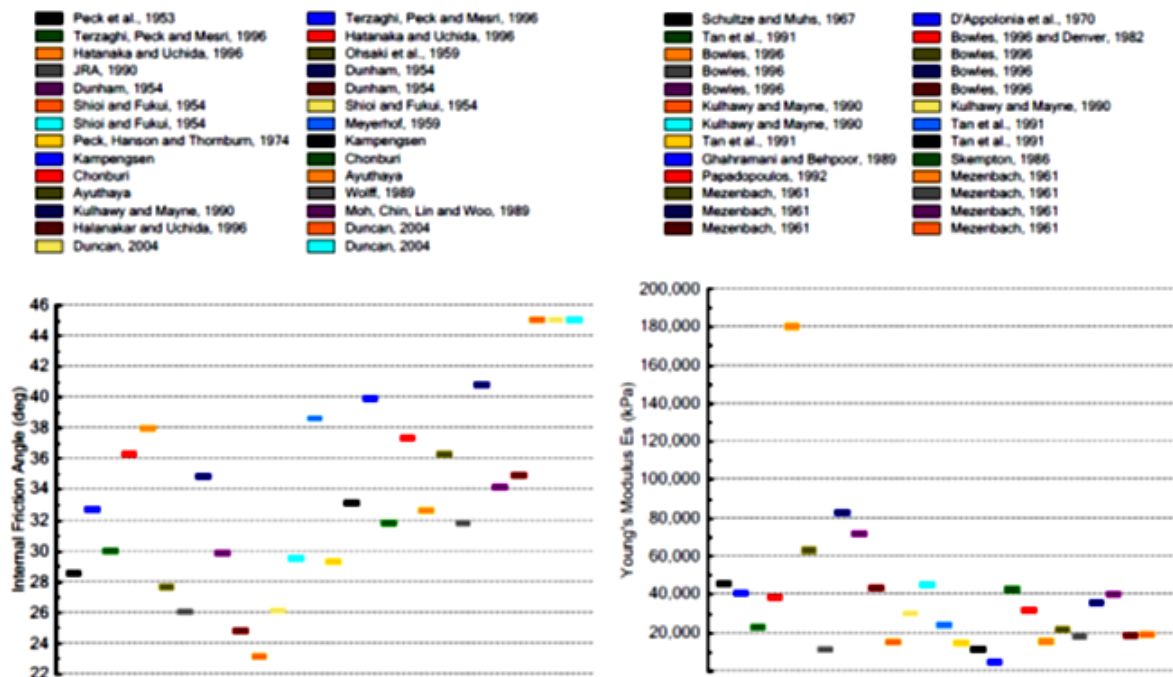 Peck et al., 1953 Terzaghi, Peck and Mesri, 1996
Terzaghi, Peck and Mesri, 1996 Hatanaka and Uchida, 1996
Hatanaka and Uchida, 1996 Ohsaki et al., 1959
JRA, 1990 Dunham, 1954
Dunham, 1954 Dunham, 1954
Shioi and Fukui, 1954 Shioi and Fukui, 1954
Shioi and Fukui, 1954 Meyerhof, 1959
Peck, Hanson and Thornburn, 1974 Kampengsen
Kampengsen Chonburi
Chonburi Ayuthaya
Ayuthaya Wolff, 1989
Kulhawy and Mayne, 1990 Moh, Chin, Lin and Woo, 1989
Halanakar and Uchida, 1996 Duncan, 2004
Duncan, 2004 Duncan, 2004
Internal Friction Angle (deg)
46
44
42
40
38
36
34
32
30
28
26
24
22
Schultze and Muhs, 1967 D'Appolonia et al., 1970
Tan et al., 1991 Bowles, 1996 and Denver, 1982
Bowles, 1996 Bowles, 1996
Bowles, 1996 Bowles, 1996
Bowles, 1996 Bowles, 1996
Kulhawy and Mayne, 1990 Kulhawy and Mayne, 1990
Kulhawy and Mayne, 1990 Tan et al., 1991
Tan et al., 1991 Tan et al., 1991
Ghahramani and Behpoor, 1989 Skempton, 1986
Papadopoulos, 1992 Mezenbach, 1961
Mezenbach, 1961 Mezenbach, 1961
Mezenbach, 1961 Mezenbach, 1961
Mezenbach, 1961 Mezenbach, 1961
Young's Modulus Es (kPa)
200,000
180,000
160,000
140,000
120,000
100,000
80,000
60,000
40,000
20,000